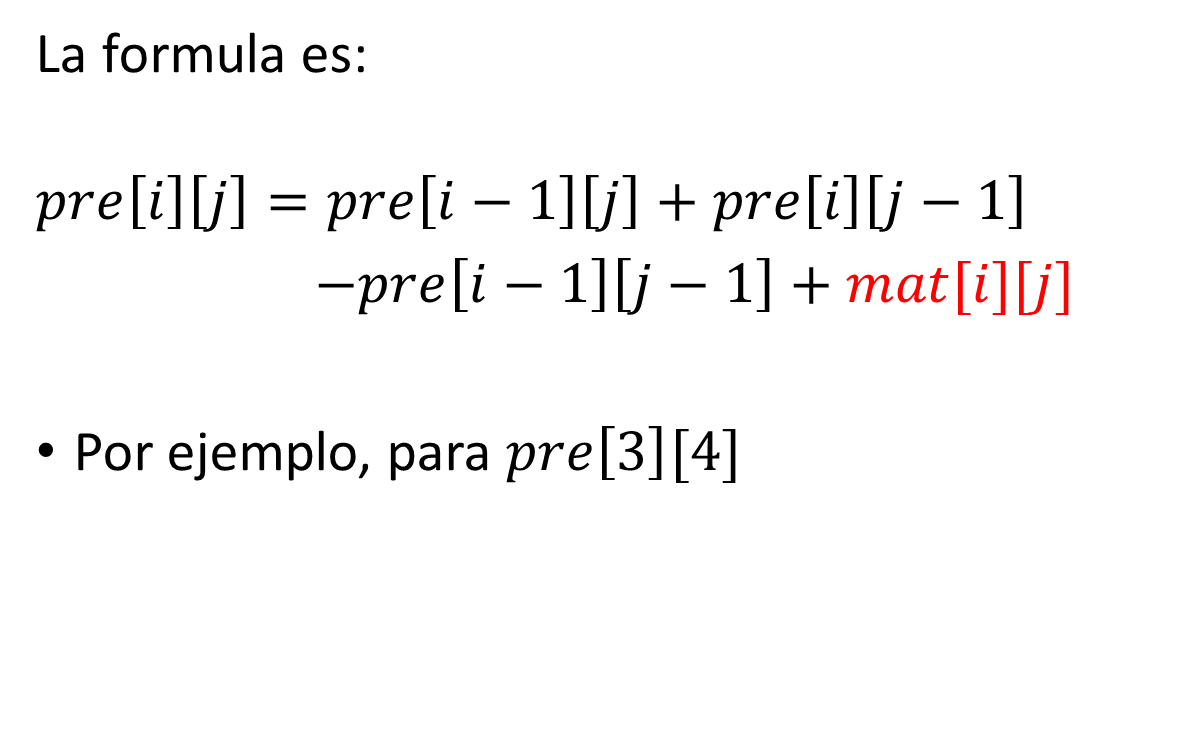 La formula es:
pre[i][j] = pre[i − 1][j] + pre[i][j − 1]
−pre[i − 1][j − 1] + mat[i][j]
• Por ejemplo, para pre[3][4]